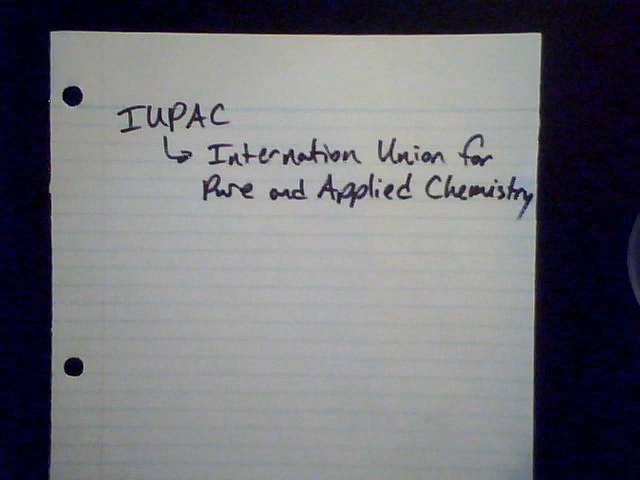 IUPAC
↳ Internation Union for
Pure and Applied Chemistry